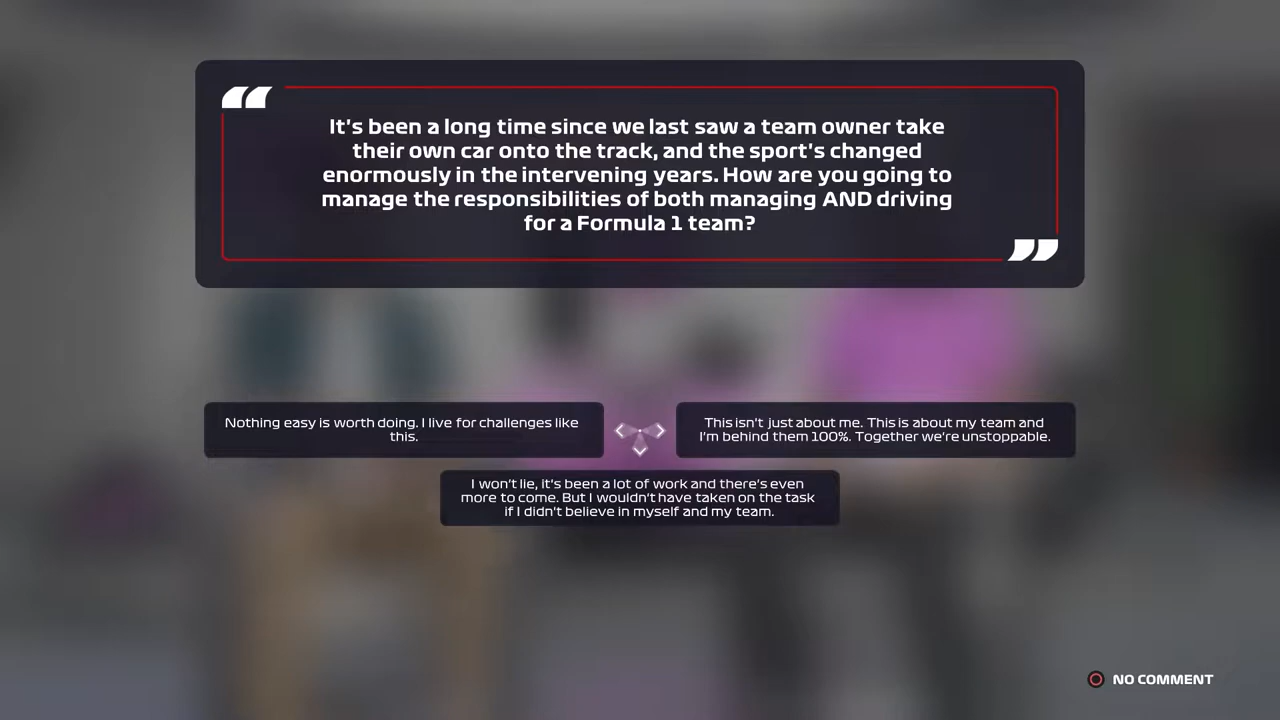 It's been a long time since we last saw a team owner take
their own car onto the track, and the sport's changed
enormously in the intervening years. How are you going to
manage the responsibilities of both managing AND driving
for a Formula 1 team?
Nothing easy is worth doing. I live for challenges like
this.
This isn't just about me. This is about my team and
I'm behind them 100%. Together we're unstoppable.
I won't lie, it's been a lot of work and there's even
more to come. But I wouldn't have taken on the task
if I didn't believe in myself and my team.
NO COMMENT